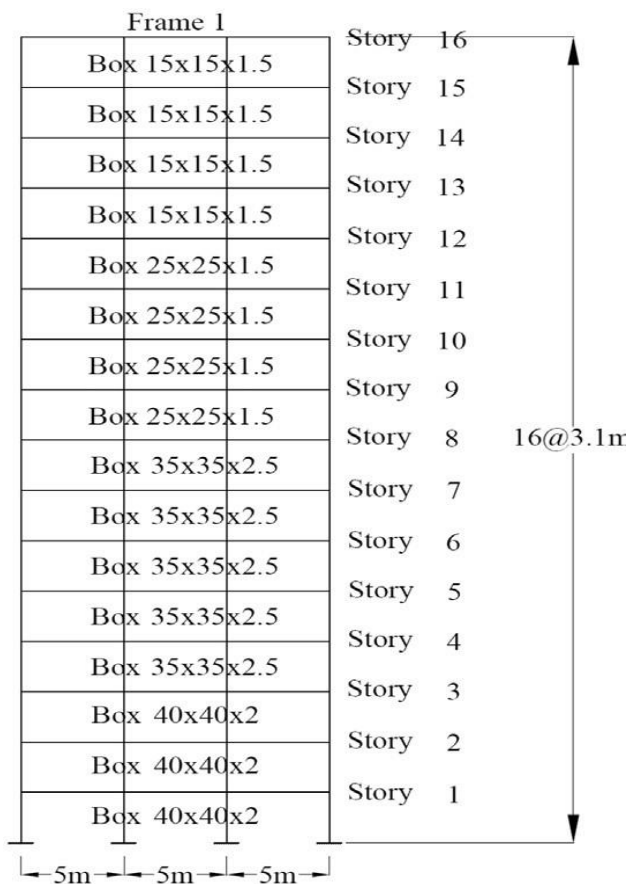 Frame 1
Story 16
Box 15x15x1.5
Story 15
Box 15x15x1.5
Story 14
Box 15x15x1.5
Story 13
Box 15x15x1.5
Story 12
Box 25x25x1.5
Story 11
Box 25x25x1.5
Story 10
Box 25x25x1.5
Story 9
Box 25x25x1.5
Story 8
16@3.1m
Box 35x35x2.5
Story 7
Box 35x35x2.5
Story 6
Box 35x35x2.5
Story 5
Box 35x35x2.5
Story 4
Box 35x35x2.5
Story 3
Box 40x40x2
Story 2
Box 40x40x2
Story 1
Box 40x40x2
5m 5m 5m